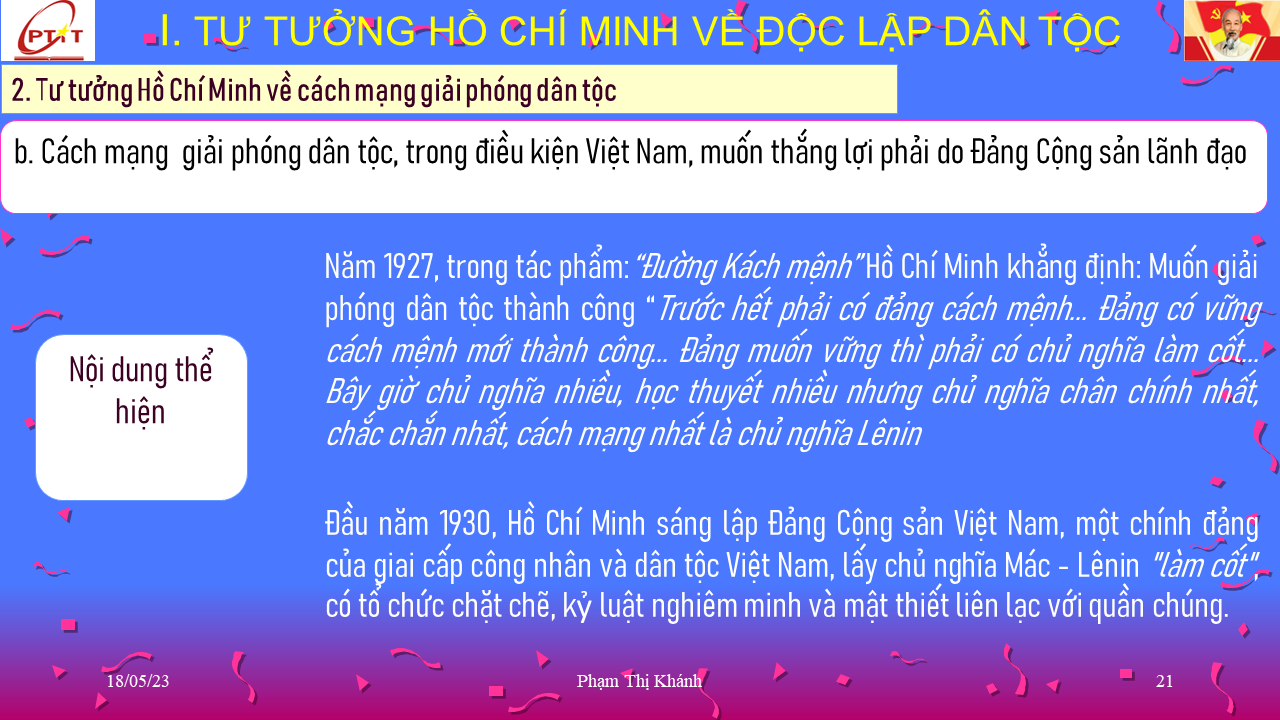 PTIT
I. TƯ TƯỞNG HỒ CHÍ MINH VỀ ĐỘC LẬP DÂN TỘC
2. Tư tưởng Hồ Chí Minh về cách mạng giải phóng dân tộc
b. Cách mạng giải phóng dân tộc, trong điều kiện Việt Nam, muốn thắng lợi phải do Đảng Cộng sản lãnh đạo
Nội dung thể
hiện
Năm 1927, trong tác phẩm: “Đường Kách mệnh” Hồ Chí Minh khẳng định: Muốn giải
phóng dân tộc thành công “Trước hết phải có đảng cách mệnh... Đảng có vững
cách mệnh mới thành công... Đảng muốn vững thì phải có chủ nghĩa làm cốt...
Bây giờ chủ nghĩa nhiều, học thuyết nhiều nhưng chủ nghĩa chân chính nhất,
chắc chắn nhất, cách mạng nhất là chủ nghĩa Lênin
Đầu năm 1930, Hồ Chí Minh sáng lập Đảng Cộng sản Việt Nam, một chính đảng
của giai cấp công nhân và dân tộc Việt Nam, lấy chủ nghĩa Mác - Lênin "làm cốt",
có tổ chức chặt chẽ, kỷ luật nghiêm minh và mật thiết liên lạc với quần chúng.
18/05/23
Phạm Thị Khánh
21